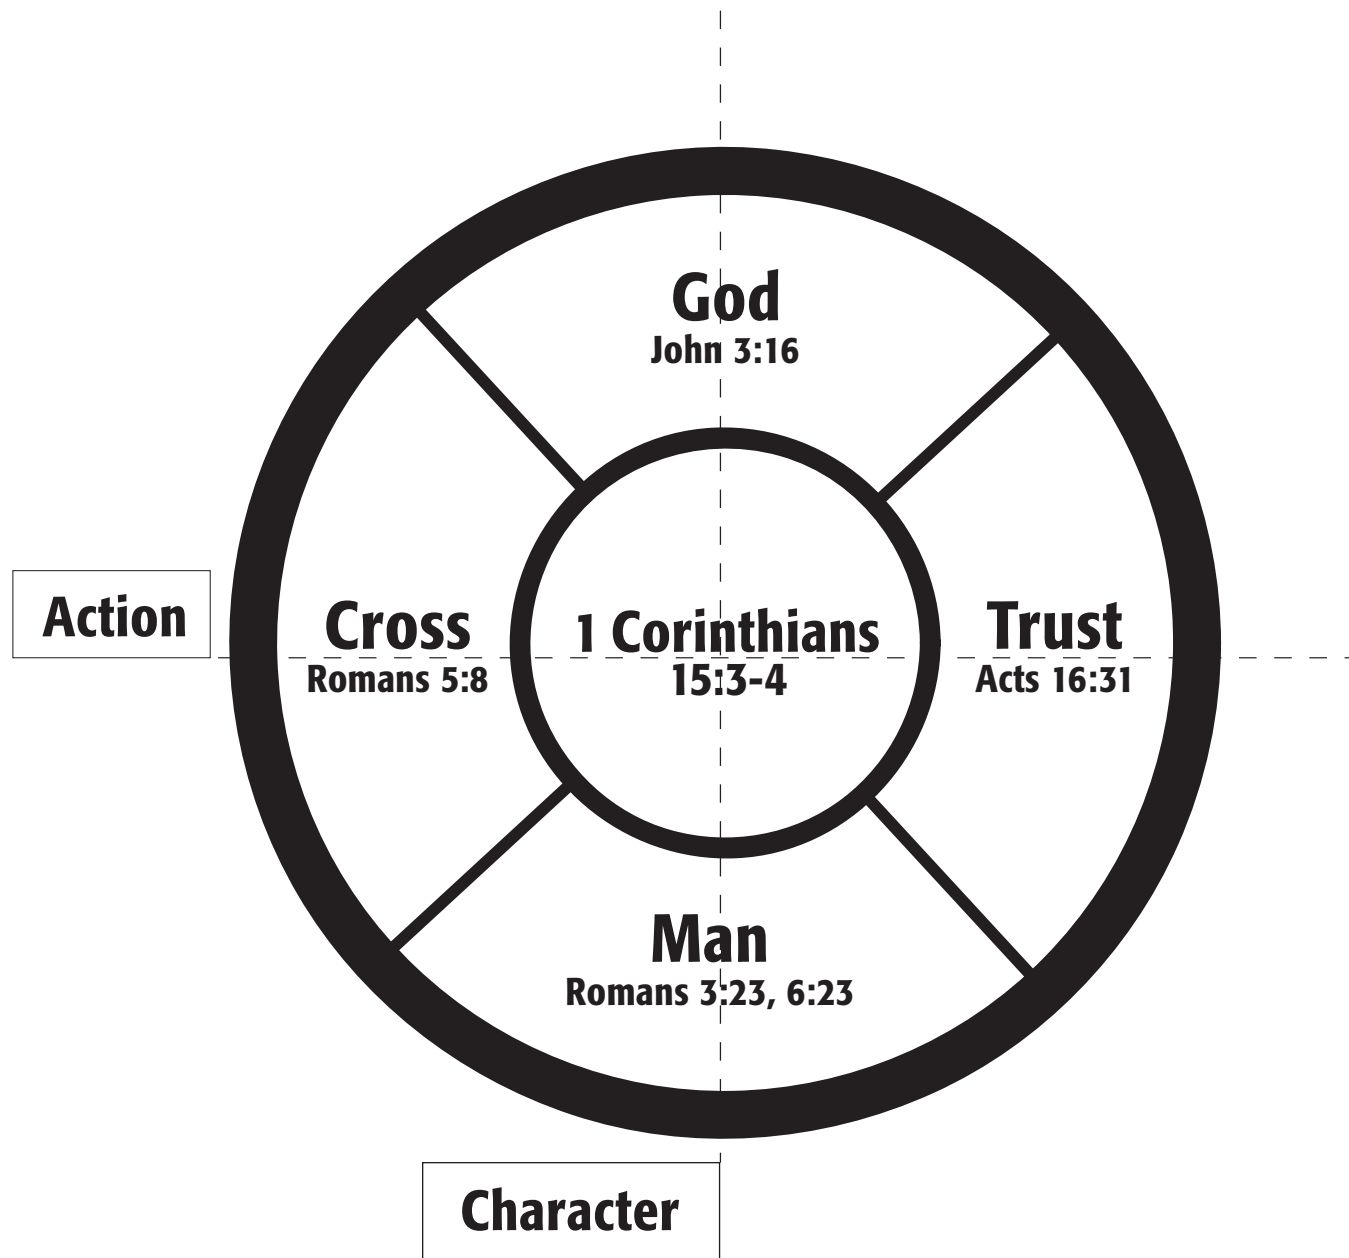 God
John 3:16
Action
Cross
Romans 5:8
1 Corinthians
15:3-4
Trust
Acts 16:31
Man
Romans 3:23, 6:23
Character